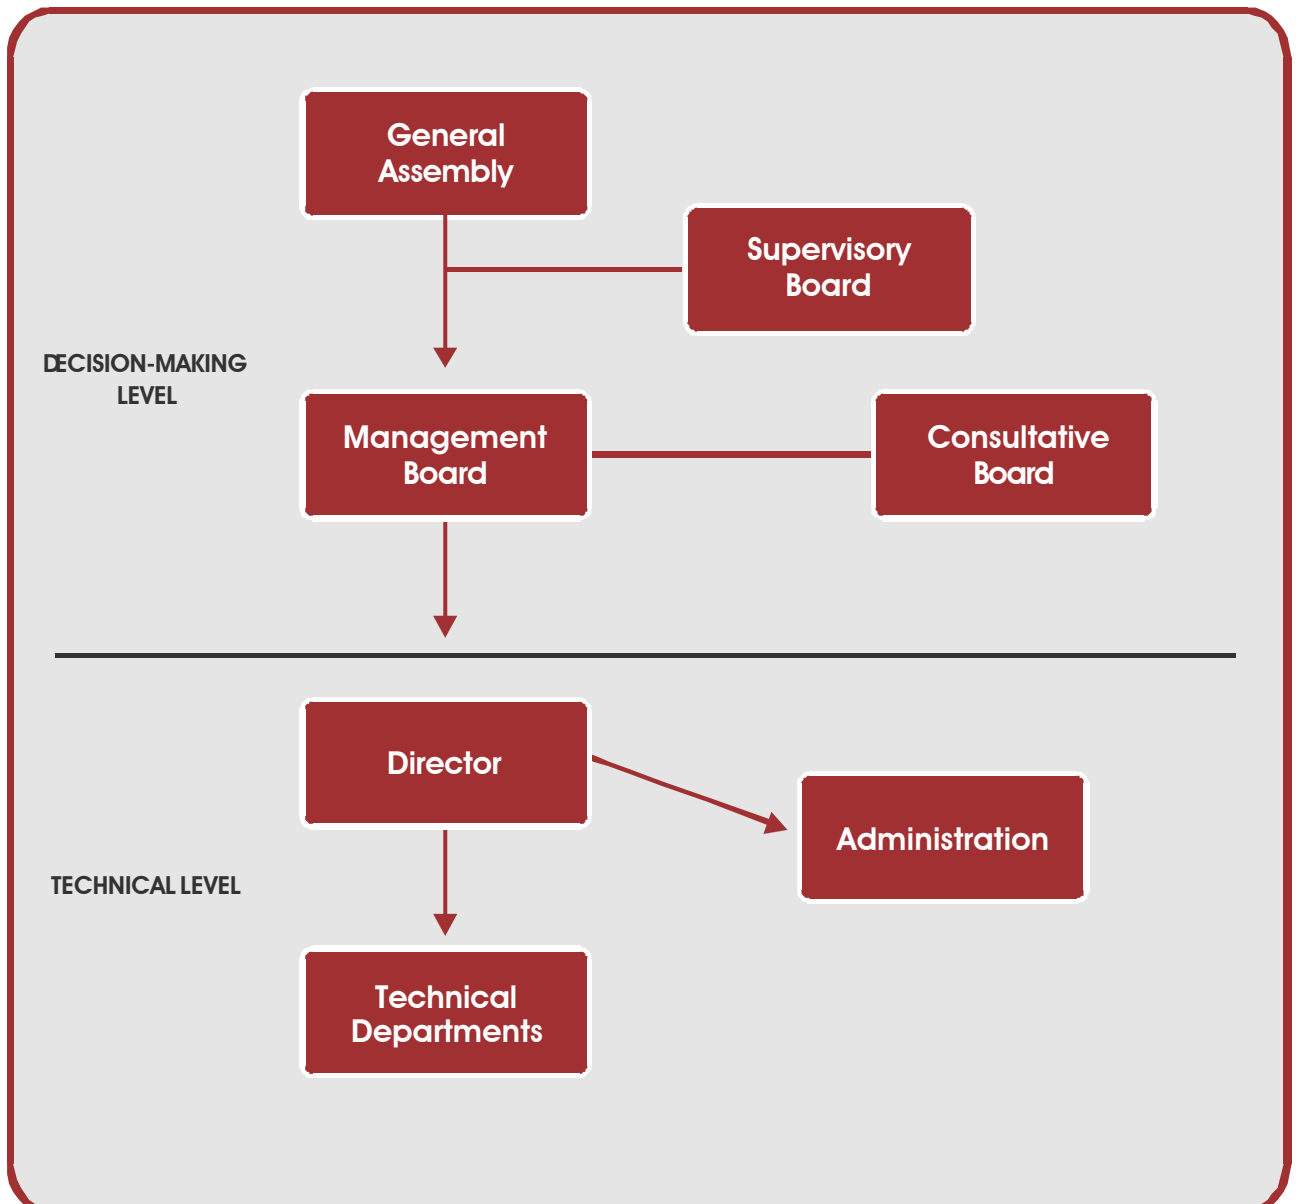 General
Assembly
Supervisory
Board
DECISION-MAKING
LEVEL
Management
Board
Consultative
Board
Director
Administration
TECHNICAL LEVEL
Technical
Departments